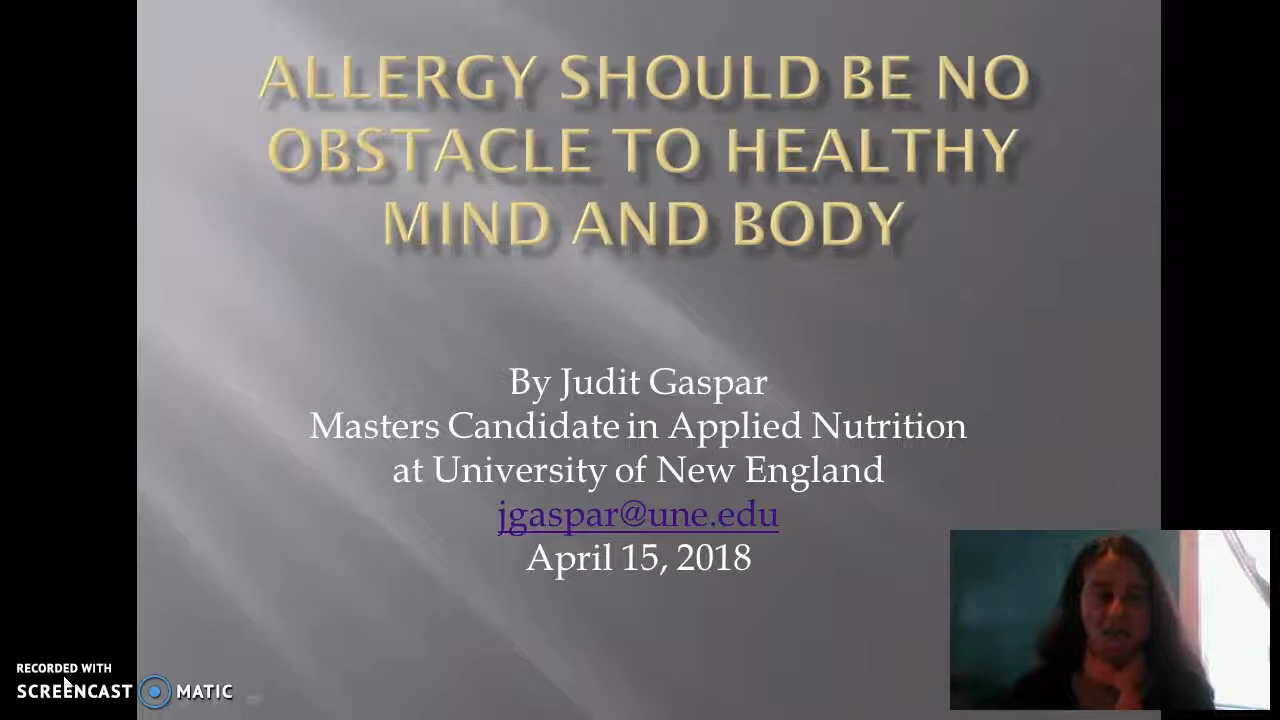 ALLERGY SHOULD BE NO
OBSTACLE TO HEALTHY
MIND AND BODY
By Judit Gaspar
Masters Candidate in Applied Nutrition
at University of New England
jgaspar@une.edu
April 15, 2018
RECORDED WITH
SCREENCAST MATIC